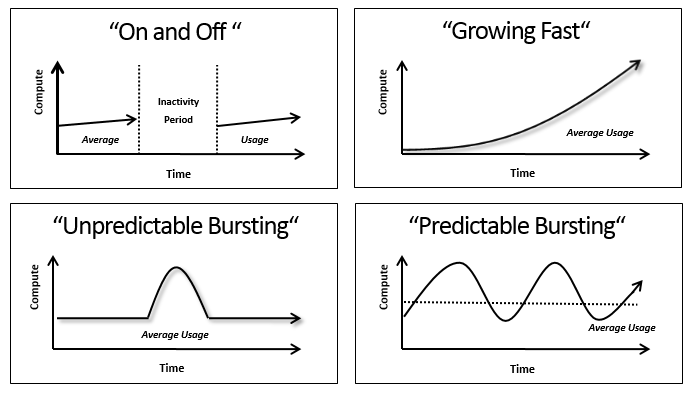 “On and Off “
Compute
Inactivity
Period
Average
Usage
Time
“Growing Fast“
Compute
Average Usage
Time
“Unpredictable Bursting“
Compute
Average Usage
Time
“Predictable Bursting“
Compute
Average Usage
Time